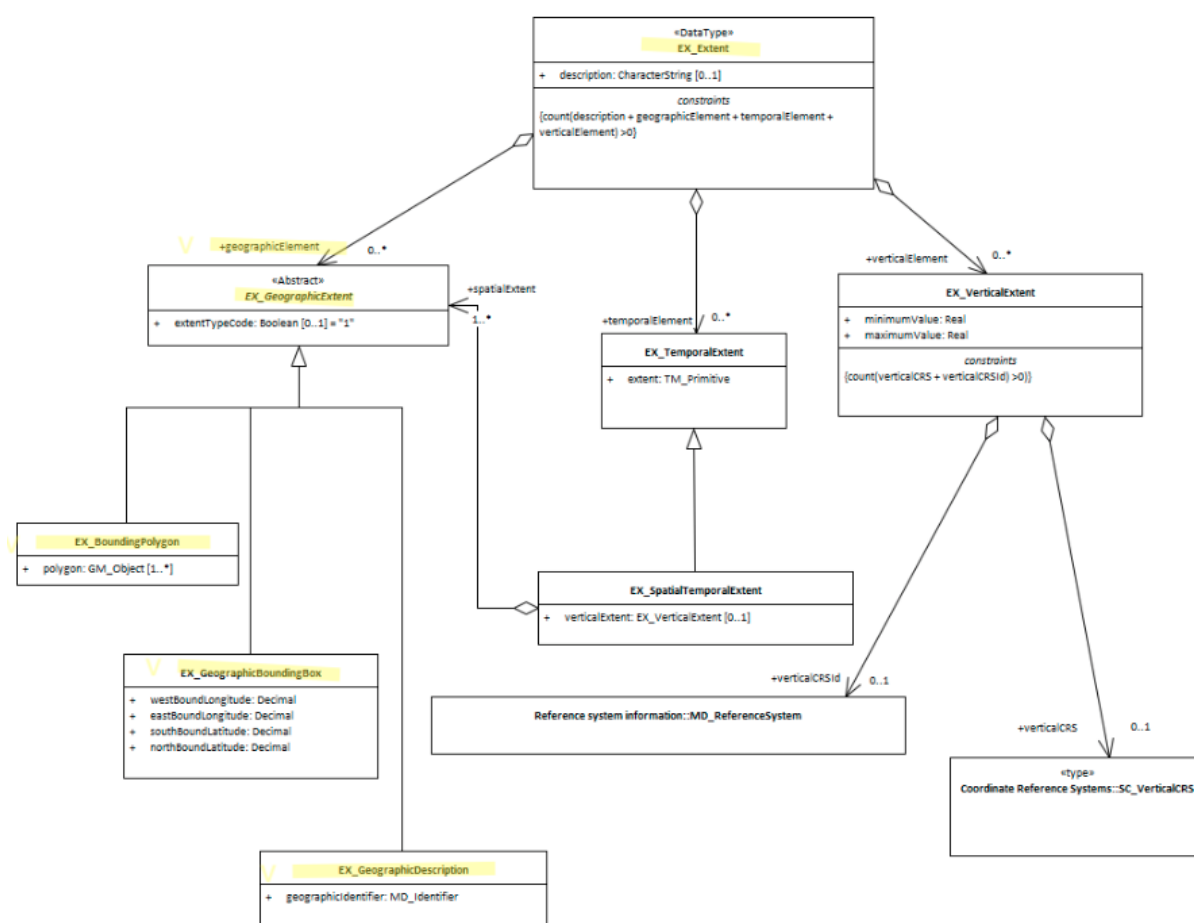 «DataType»
EX_Extent
+ description: CharacterString [0..1]
constraints
{count(description + geographicElement + temporalElement +
verticalElement) >0}
V +geographicElement 0..*
«Abstract»
EX_GeographicExtent
+ extentTypeCode: Boolean [0..1] = "1"
+spatialExtent
1..*
+temporalElement 0..*
EX_TemporalExtent
+ extent: TM_Primitive
+verticalElement 0..*
EX_VerticalExtent
+ minimumValue: Real
+ maximumValue: Real
constraints
{count(verticalCRS + verticalCRSId) >0)}
V EX_BoundingPolygon
+ polygon: GM_Object [1..*]
EX_SpatialTemporalExtent
+ verticalExtent: EX_VerticalExtent [0..1]
V EX_GeographicBoundingBox
+ westBoundLongitude: Decimal
+ eastBoundLongitude: Decimal
+ southBoundLatitude: Decimal
+ northBoundLatitude: Decimal
+verticalCRSId 0..1
Reference system information::MD_ReferenceSystem
+verticalCRS 0..1
«type»
Coordinate Reference Systems::SC_VerticalCRS
V EX_GeographicDescription
+ geographicIdentifier: MD_Identifier